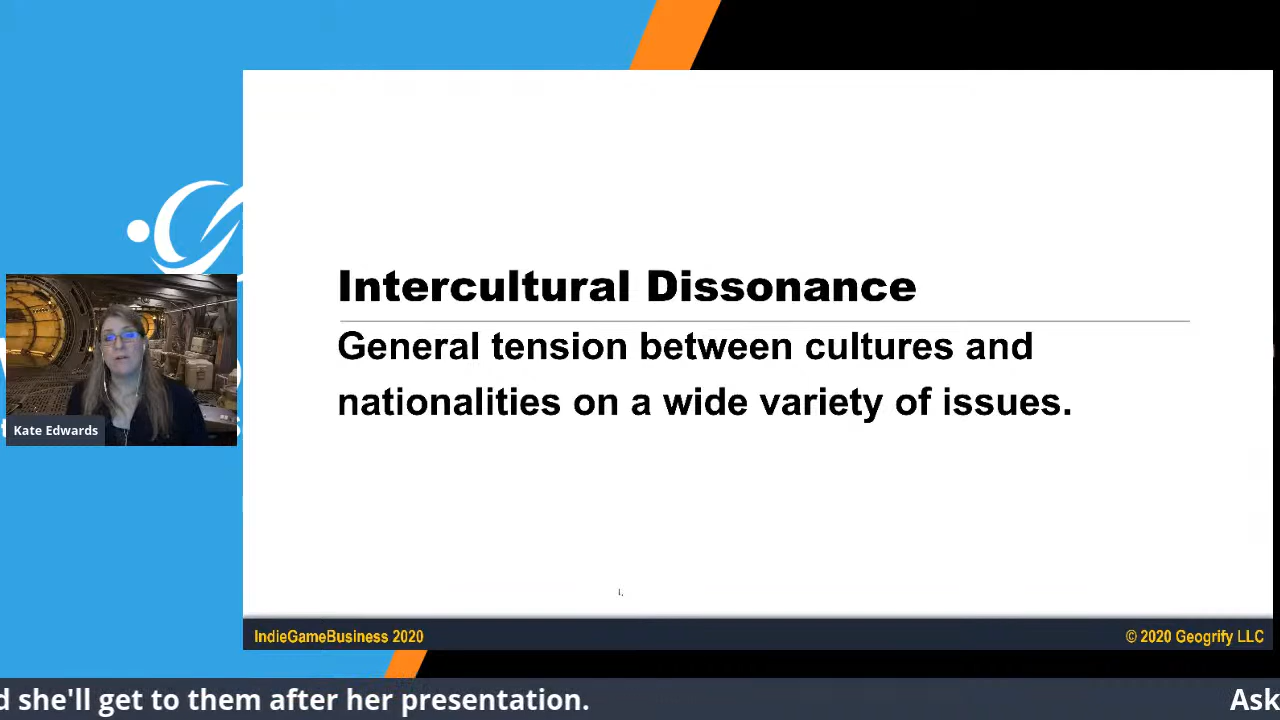 Intercultural Dissonance
General tension between cultures and
nationalities on a wide variety of issues.
Kate Edwards
IndieGameBusiness 2020
© 2020 Geogrify LLC
she'll get to them after her presentation.
Ask